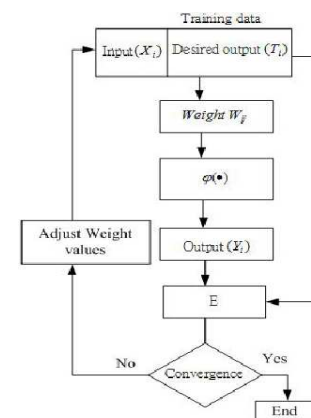 Training data
Input (Xi) Desired output (Ti)
Weight Wij
φ(•)
Adjust Weight
values
Output (Yi)
E
No
Yes
Convergence
End